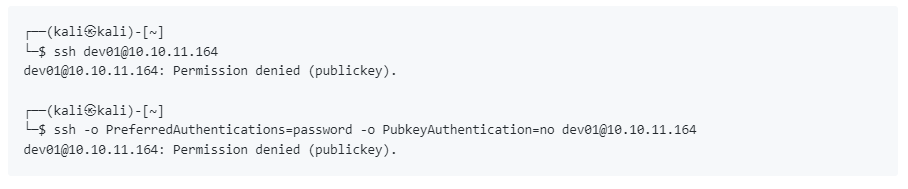 ┌──(kali㉿kali)-[~]
└─$ ssh dev01@10.10.11.164
dev01@10.10.11.164: Permission denied (publickey).
┌──(kali㉿kali)-[~]
└─$ ssh -o PreferredAuthentications=password -o PubkeyAuthentication=no dev01@10.10.11.164
dev01@10.10.11.164: Permission denied (publickey).